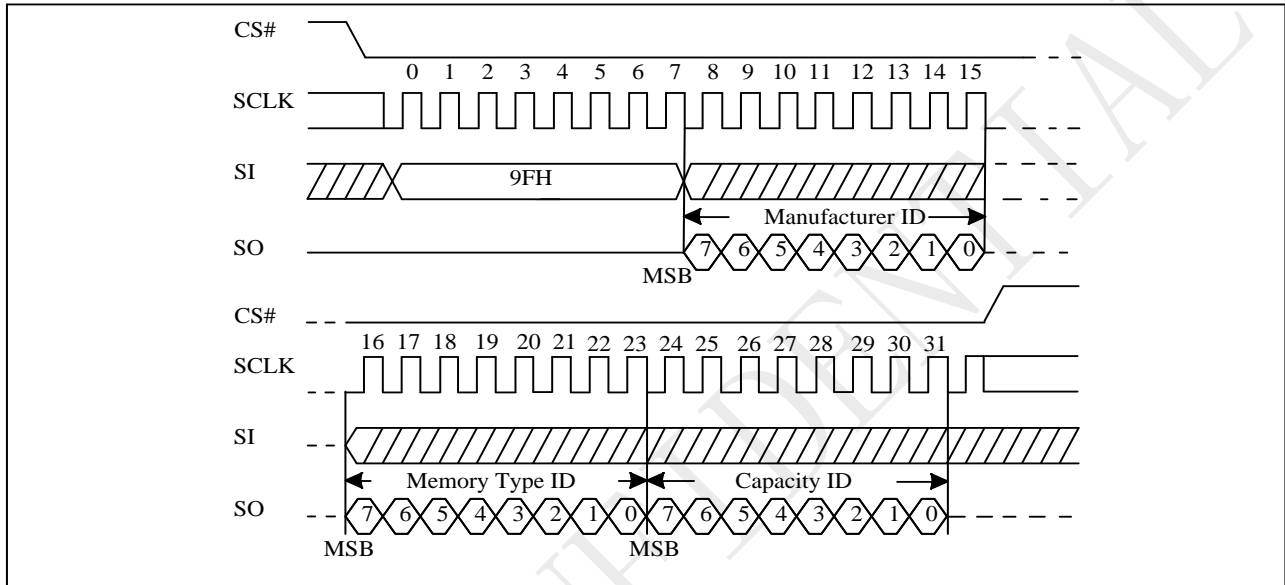 CS#
0 1 2 3 4 5 6 7 8 9 10 11 12 13 14 15
SCLK
SI
9FH
Manufacturer ID
SO
7 6 5 4 3 2 1 0
MSB
CS#
16 17 18 19 20 21 22 23 24 25 26 27 28 29 30 31
SCLK
SI
Memory Type ID Capacity ID
SO
7 6 5 4 3 2 1 0 7 6 5 4 3 2 1 0
MSB MSB
FIDENTIAL